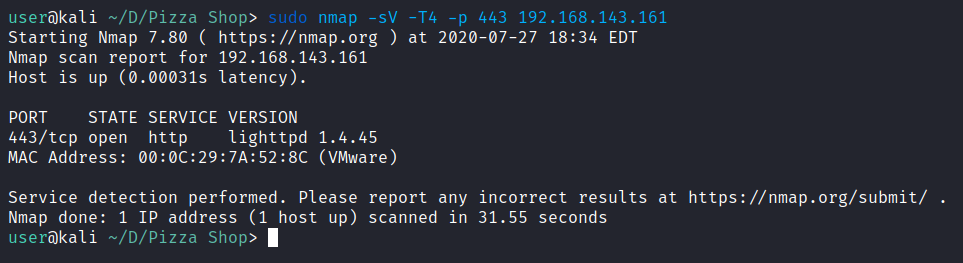 user@kali ~/D/Pizza Shop> sudo nmap -sV -T4 -p 443 192.168.143.161
Starting Nmap 7.80 ( https://nmap.org ) at 2020-07-27 18:34 EDT
Nmap scan report for 192.168.143.161
Host is up (0.00031s latency).

PORT    STATE SERVICE VERSION
443/tcp open  http    lighttpd 1.4.45
MAC Address: 00:0C:29:7A:52:8C (VMware)

Service detection performed. Please report any incorrect results at https://nmap.org/submit/ .
Nmap done: 1 IP address (1 host up) scanned in 31.55 seconds
user@kali ~/D/Pizza Shop>